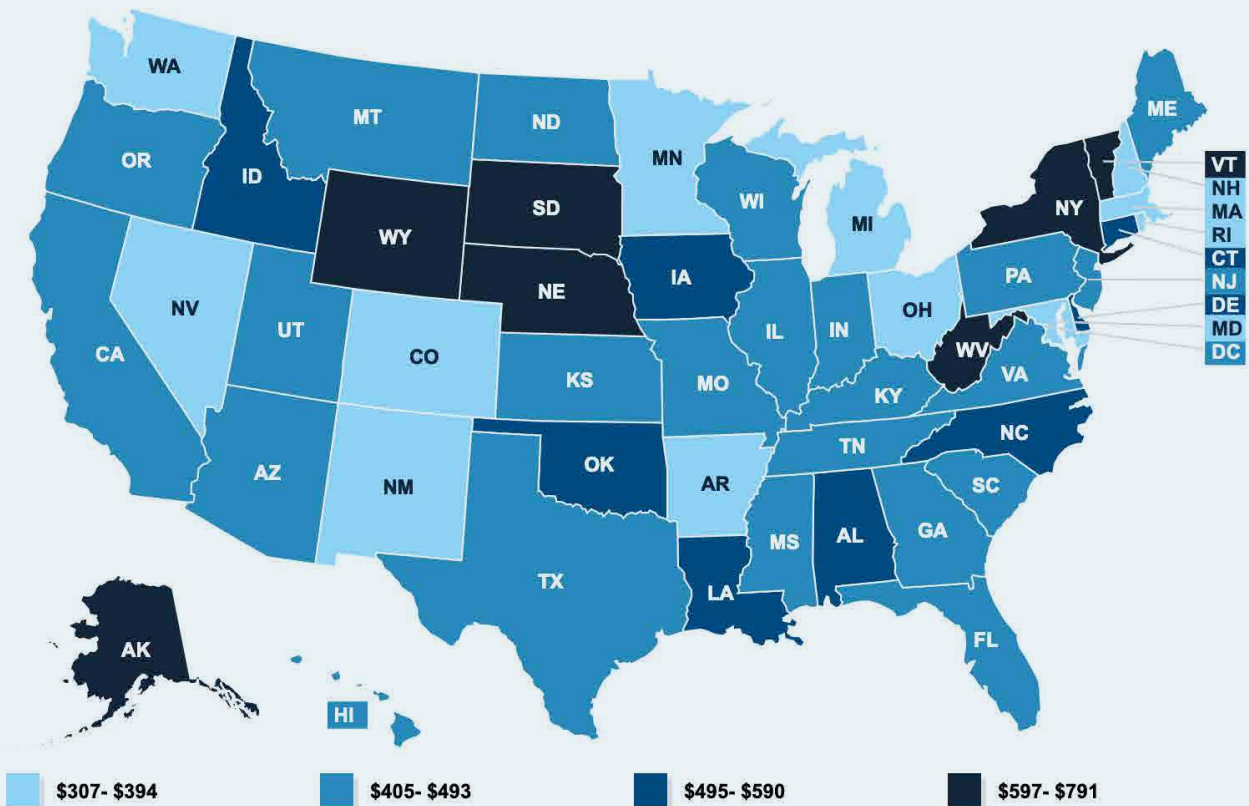 WA
MT
ND
MN
ME
OR
ID
SD
WI
MI
VT
NH
MA
RI
CT
NJ
DE
MD
DC
NY
WY
IA
PA
NE
NV
UT
CO
IL
IN
OH
WV
CA
KS
MO
KY
VA
TN
NC
AZ
NM
OK
AR
SC
MS
AL
GA
TX
LA
FL
AK
HI
$307- $394
$405- $493
$495- $590
$597- $791